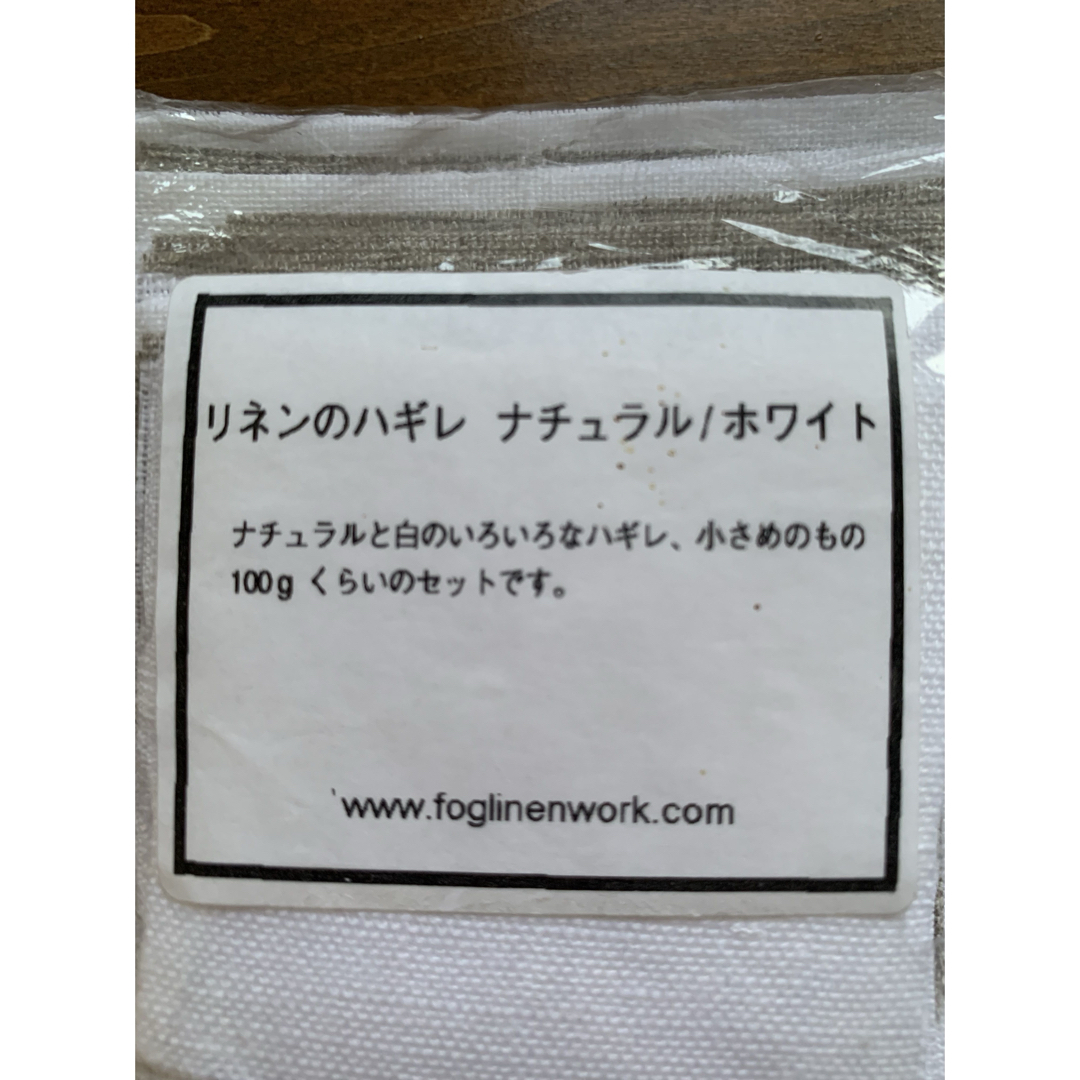 リネンのハギレ ナチュラル/ホワイト
ナチュラルと白のいろいろなハギレ、小さめのもの
100g くらいのセットです。
www.foglinenwork.com